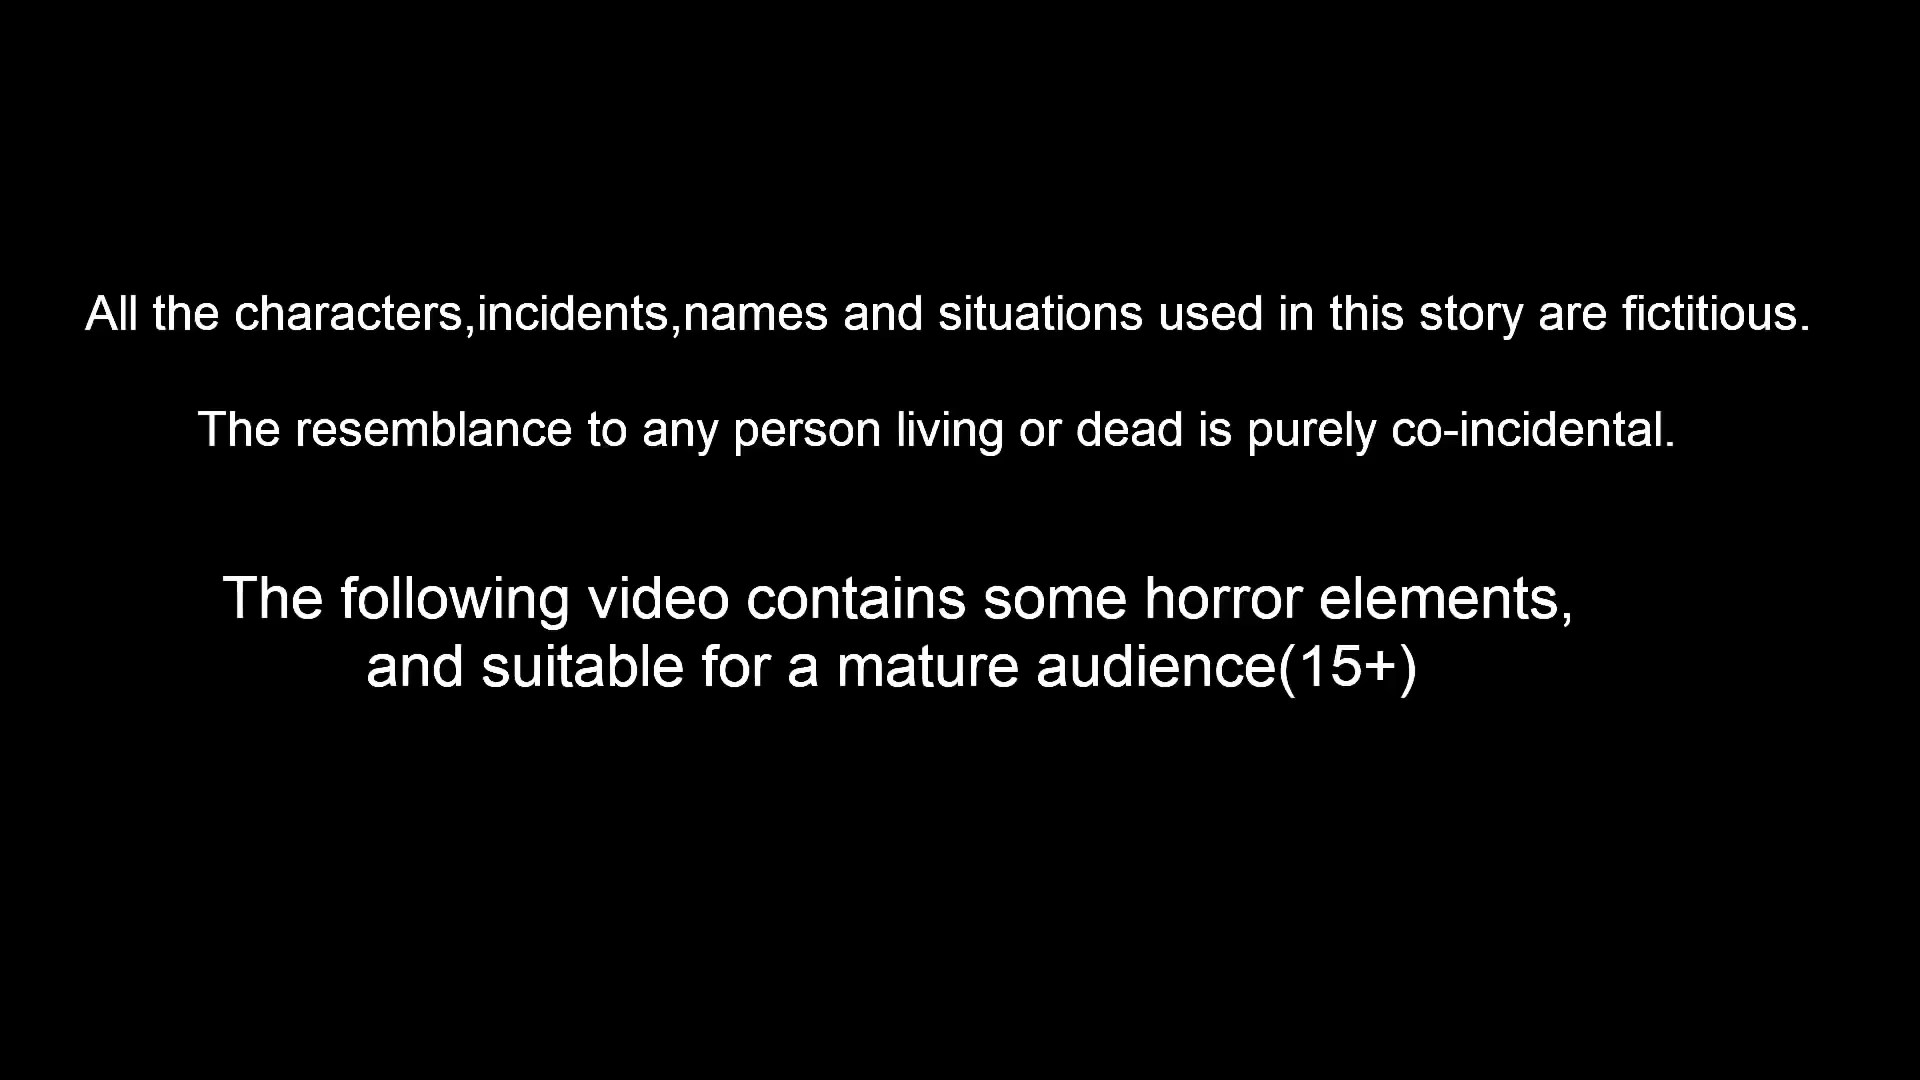 All the characters,incidents,names and situations used in this story are fictitious.
The resemblance to any person living or dead is purely co-incidental.
The following video contains some horror elements,
and suitable for a mature audience(15+)